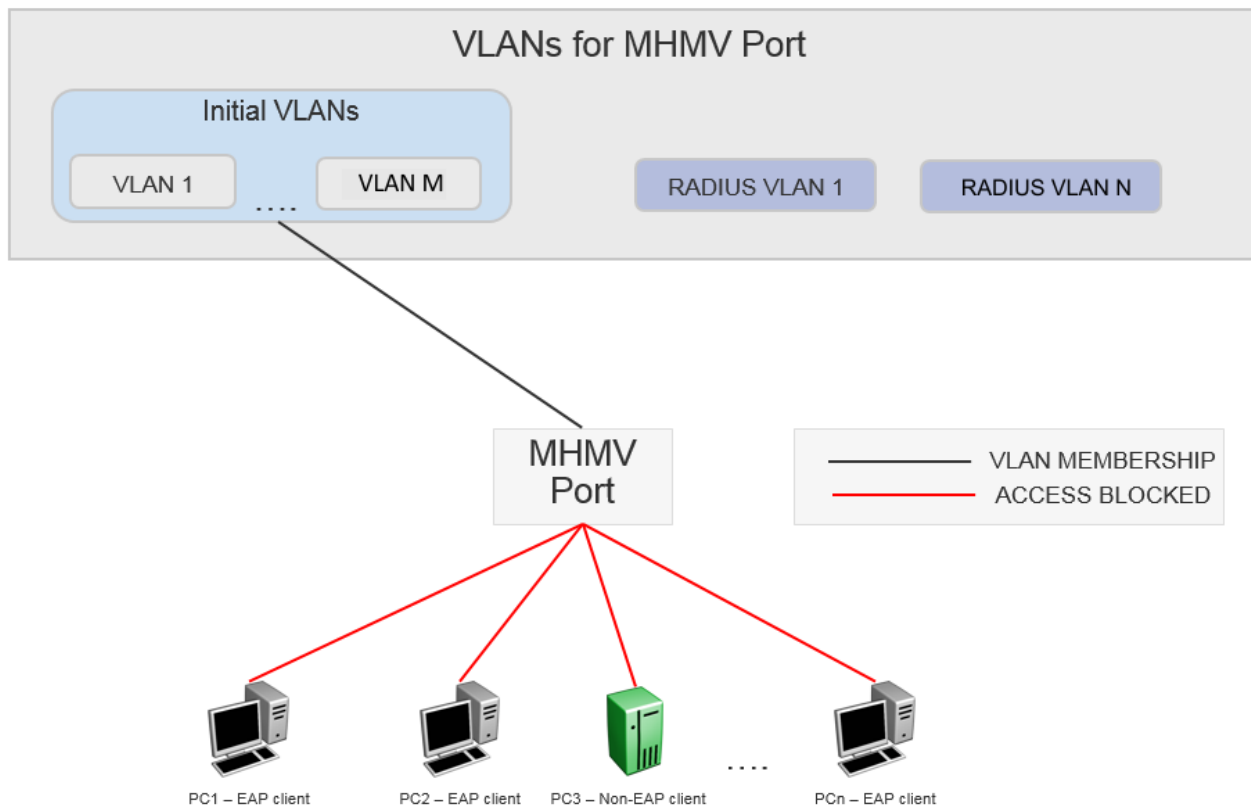 VLANs for MHMV Port
Initial VLANs
VLAN 1
....
VLAN M
RADIUS VLAN 1
RADIUS VLAN N
MHMV
Port
VLAN MEMBERSHIP
ACCESS BLOCKED
....
PC1 – EAP client
PC2 – EAP client
PC3 – Non-EAP client
PCn – EAP client